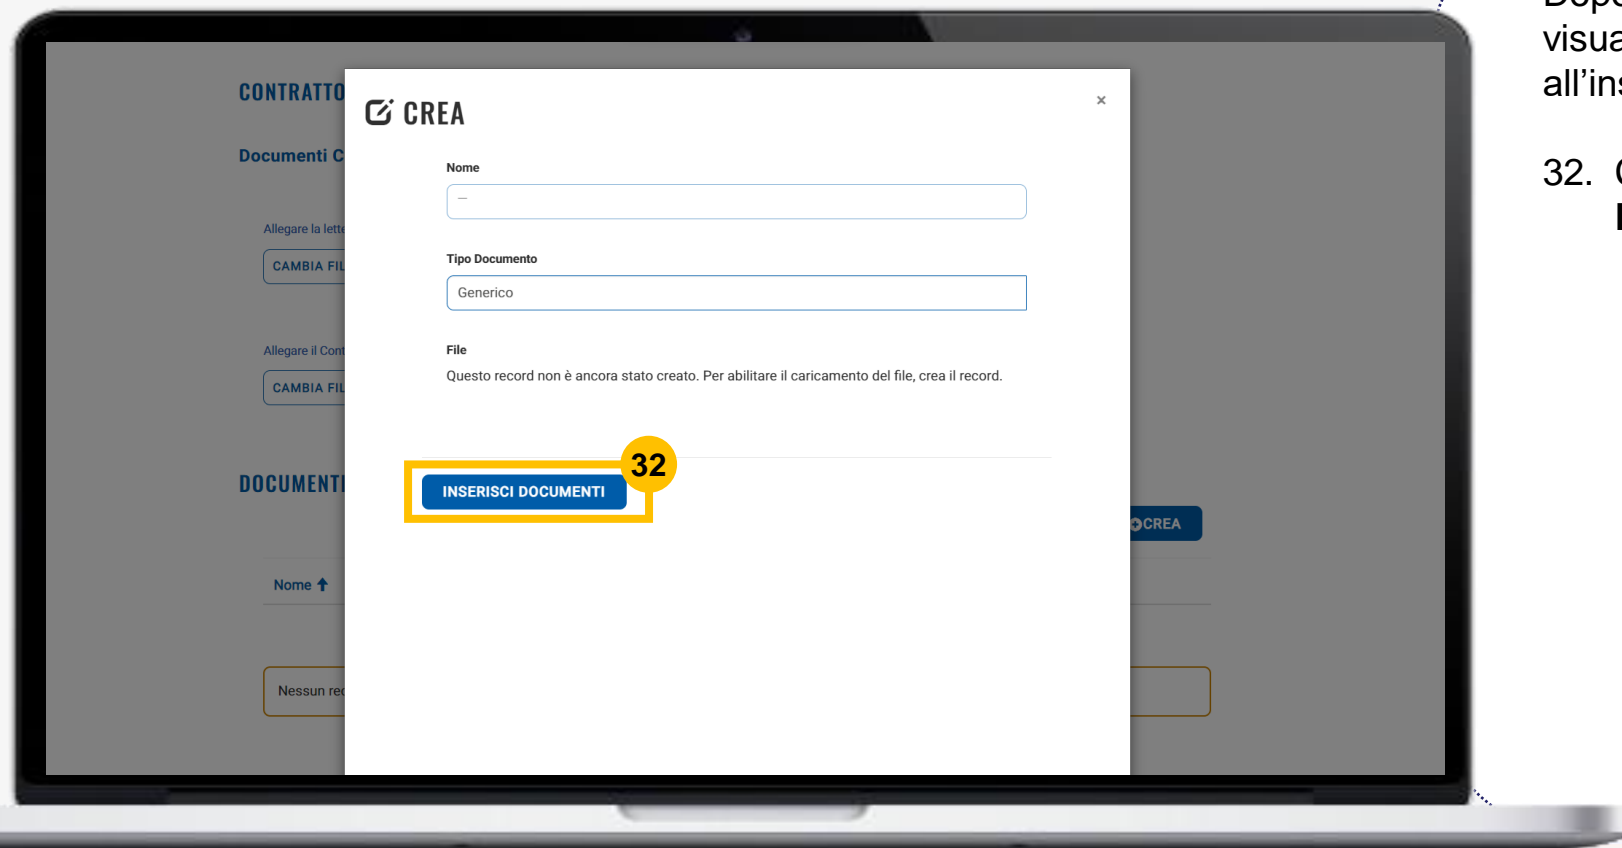 CONTRATTO
CREA
×
Documenti C
Nome
—
Allegare la lette
CAMBIA FIL
Tipo Documento
Generico
Allegare il Cont
CAMBIA FIL
File
Questo record non è ancora stato creato. Per abilitare il caricamento del file, crea il record.
32
DOCUMENTI
INSERISCI DOCUMENTI
CREA
Nome
Nessun rec
visua
all'ins
32.